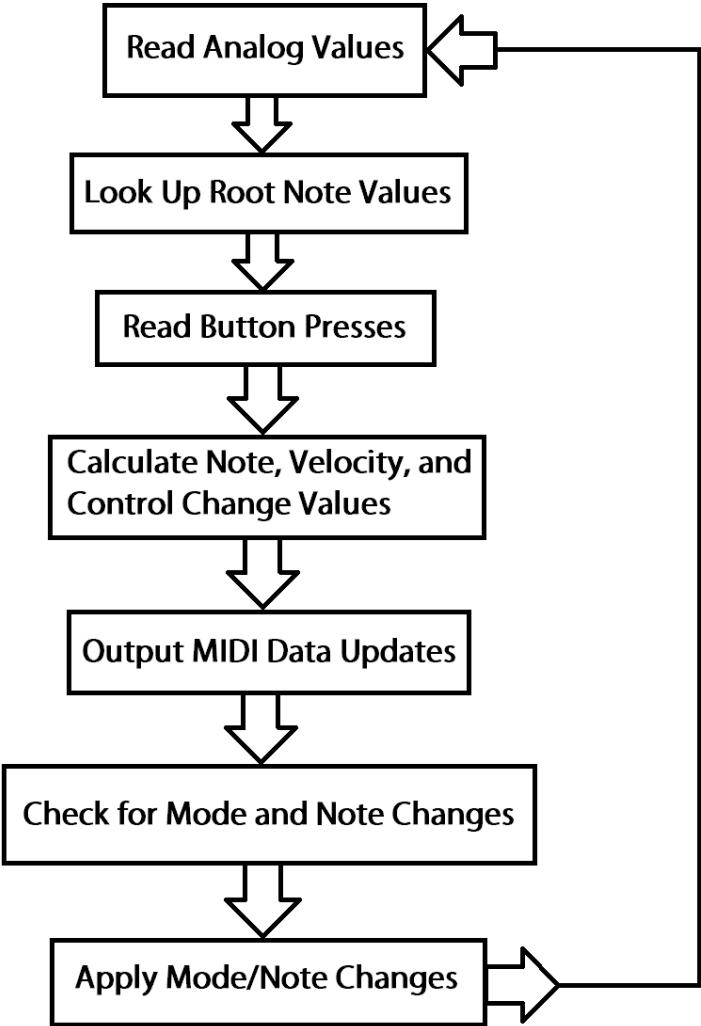 Read Analog Values
Look Up Root Note Values
Read Button Presses
Calculate Note, Velocity, and
Control Change Values
Output MIDI Data Updates
Check for Mode and Note Changes
Apply Mode/Note Changes